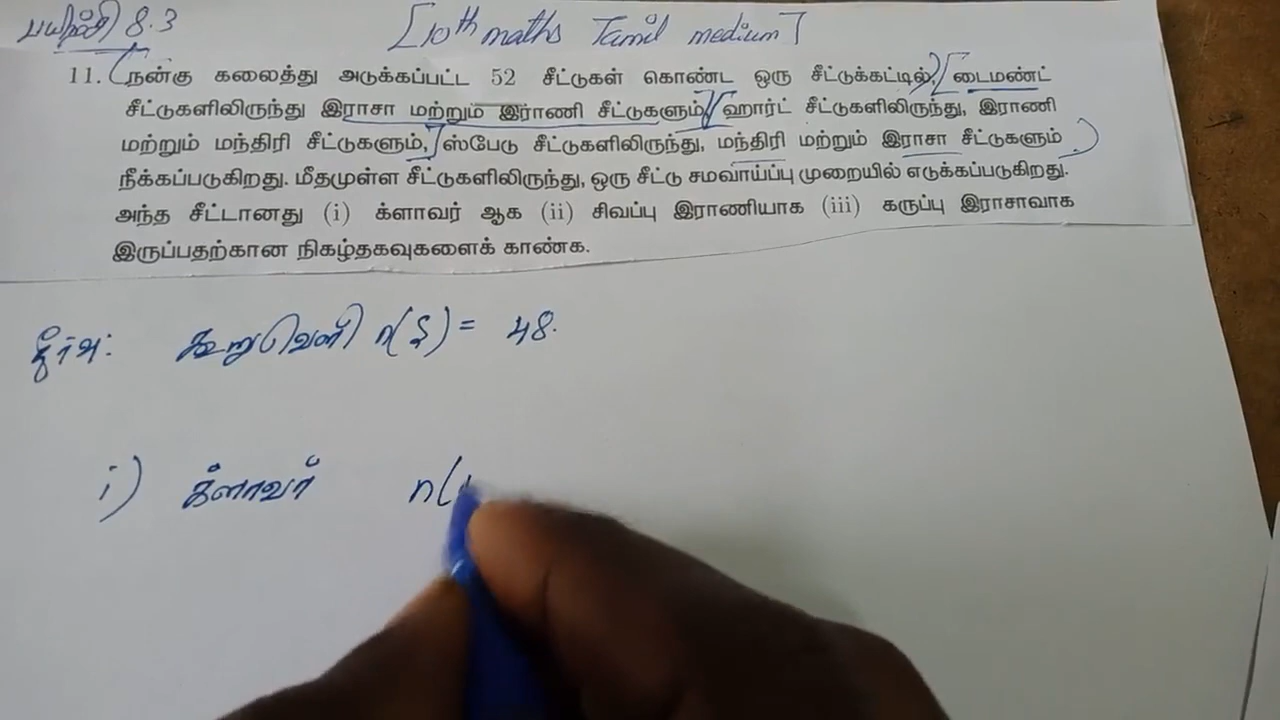 பயிற்சி 8.3 [10th maths Tamil medium]
11. நன்கு கலைத்து அடுக்கப்பட்ட 52 சீட்டுகள் கொண்ட ஒரு சீட்டுக்கட்டில், டைமண்ட்
சீட்டுகளிலிருந்து இராசா மற்றும் இராணி சீட்டுகளும், ஹார்ட் சீட்டுகளிலிருந்து, இராணி
மற்றும் மந்திரி சீட்டுகளும், ஸ்பேடு சீட்டுகளிலிருந்து, மந்திரி மற்றும் இராசா சீட்டுகளும்
நீக்கப்படுகிறது. மீதமுள்ள சீட்டுகளிலிருந்து, ஒரு சீட்டு சமவாய்ப்பு முறையில் எடுக்கப்படுகிறது.
அந்த சீட்டானது (i) க்ளாவர் ஆக (ii) சிவப்பு இராணியாக (iii) கருப்பு இராசாவாக
இருப்பதற்கான நிகழ்தகவுகளைக் காண்க.
தீர்வு: கூறுவெளி n(S) = 48.
i) க்ளாவர் n(